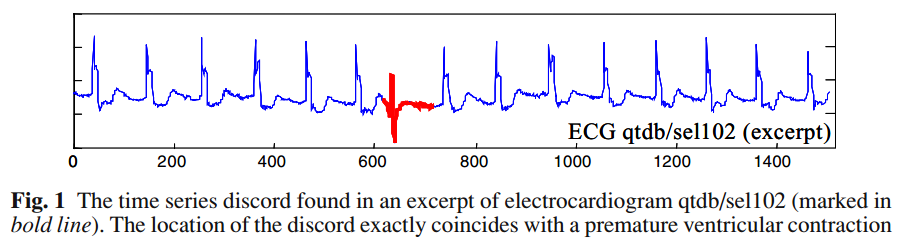 ECG qtdb/sel102 (excerpt)
0 200 400 600 800 1000 1200 1400
Fig. 1 The time series discord found in an excerpt of electrocardiogram qtdb/sel102 (marked in
bold line). The location of the discord exactly coincides with a premature ventricular contraction